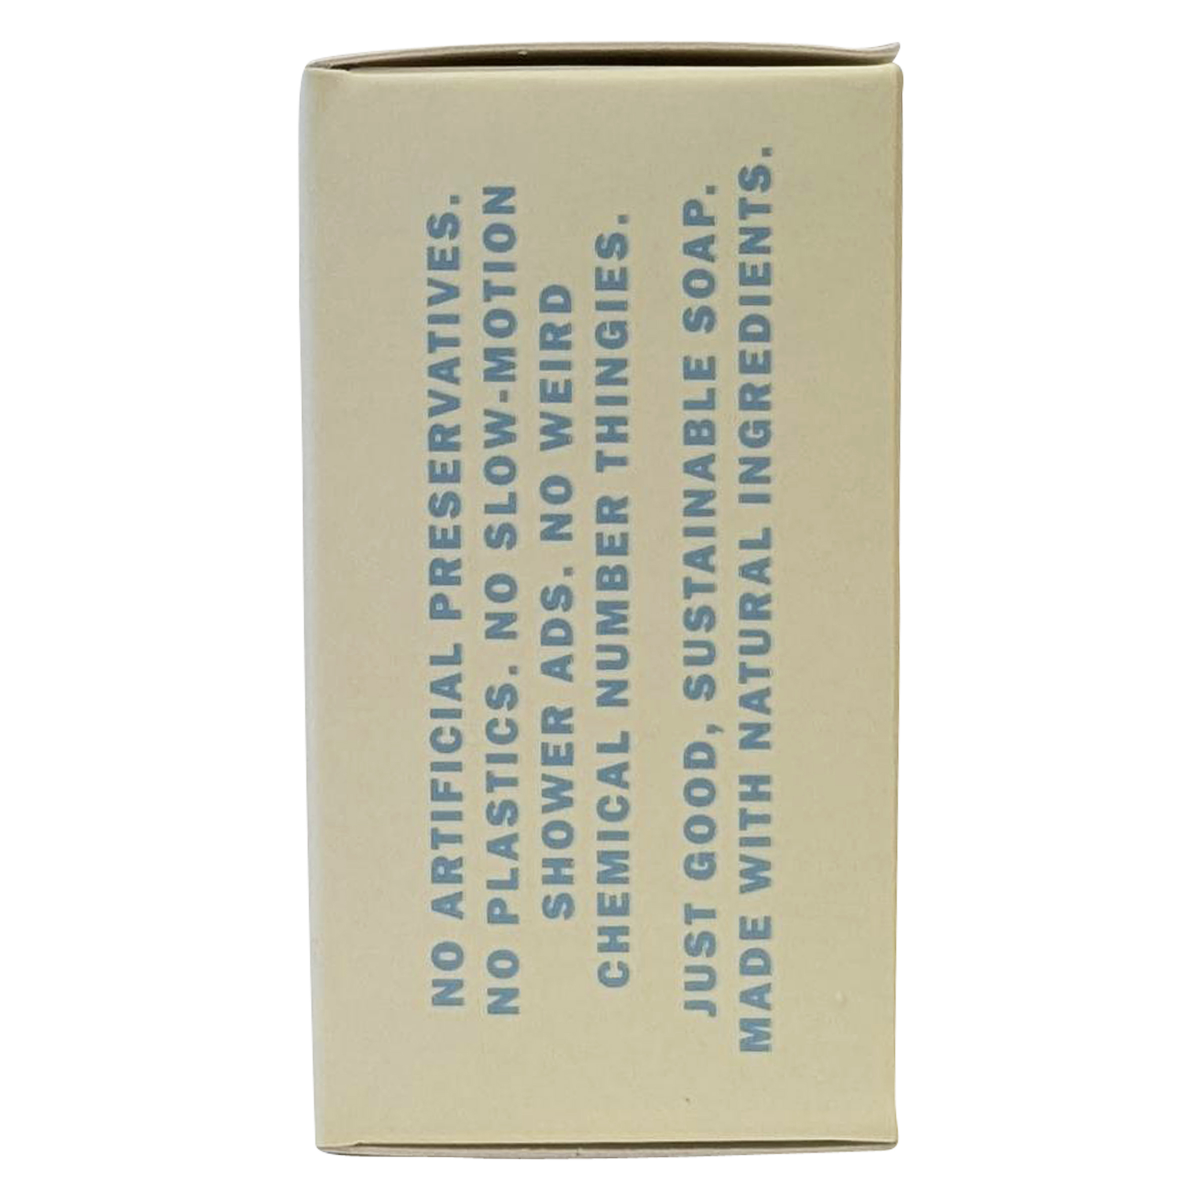 NO ARTIFICIAL PRESERVATIVES.
NO PLASTICS. NO SLOW-MOTION
SHOWER ADS. NO WEIRD
CHEMICAL NUMBER THINGIES.
JUST GOOD, SUSTAINABLE SOAP.
MADE WITH NATURAL INGREDIENTS.